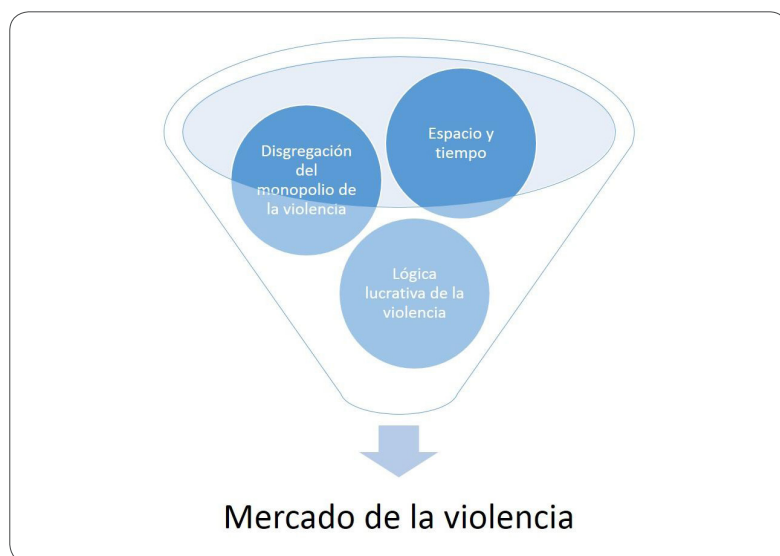 Disgregación
del
monopolio de
la violencia
Espacio y
tiempo
Lógica
lucrativa de la
violencia
Mercado de la violencia